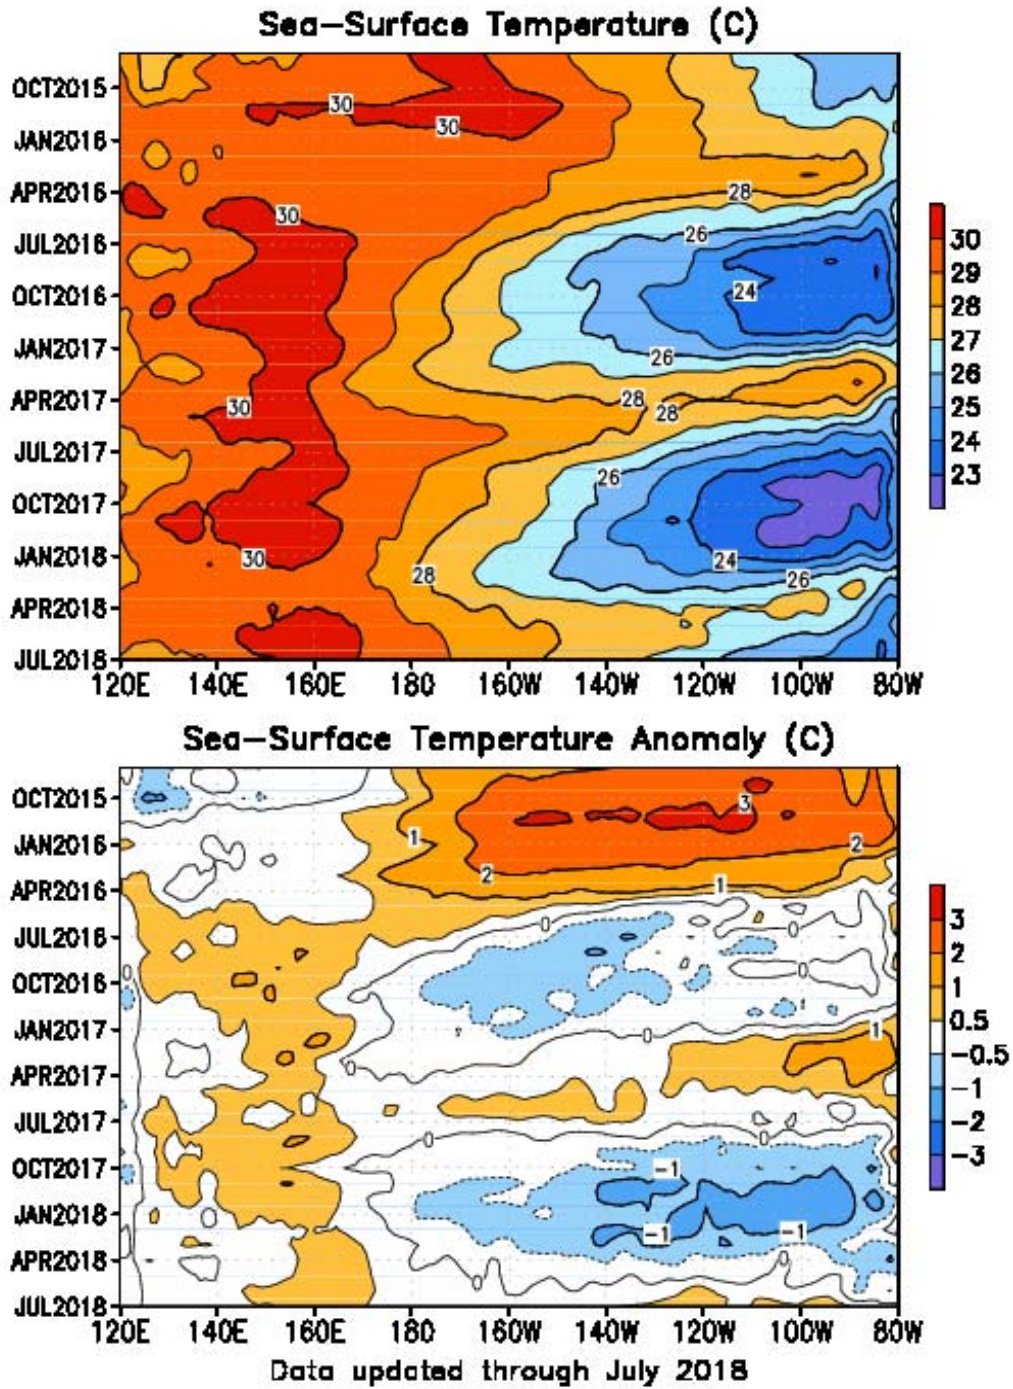 Sea-Surface Temperature (C)
OCT2015
JAN2016
APR2016
JUL2016
OCT2016
JAN2017
APR2017
JUL2017
OCT2017
JAN2018
APR2018
JUL2018
30
30
28
30
26
24
26
28
28
30
26
30
28
24
26
30
29
28
27
26
25
24
23
120E 140E 160E 180 160W 140W 120W 100W 80W
Sea-Surface Temperature Anomaly (C)
OCT2015
JAN2016
APR2016
JUL2016
OCT2016
JAN2017
APR2017
JUL2017
OCT2017
JAN2018
APR2018
JUL2018
3
1
2
2
1
0
0
0
0
0
1
0
0
0
-1
-1
-1
0
0
3
2
1
0.5
-0.5
-1
-2
-3
120E 140E 160E 180 160W 140W 120W 100W 80W
Data updated through July 2018